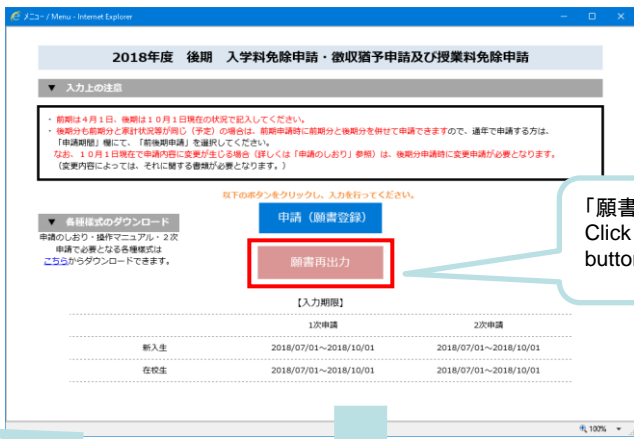 メニュー / Menu - Internet Explorer
2018年度 後期 入学料免除申請・徴収猶予申請及び授業料免除申請
▼ 入力上の注意
・ 前期は４月１日、後期は１０月１日現在の状況で記入してください。
・ 後期分も前期分と家計状況等が同じ（予定）の場合は、前期申請時に前期分と後期分を併せて申請できますので、通年で申請する方は、
「申請期間」欄にて、「前後期申請」を選択してください。
なお、１０月１日現在で申請内容に変更が生じる場合（詳しくは「申請のしおり」参照）は、後期分申請時に変更申請が必要となります。
（変更内容によっては、それに関する書類が必要となります。）
以下のボタンをクリックし、入力を行ってください。
申請（願書登録）
▼ 各種様式のダウンロード
申請のしおり・操作マニュアル・２次
申請で必要となる各種様式は
こちらからダウンロードできます。
願書再出力
「願書
Click
button
【入力期限】
1次申請 2次申請
新入生 2018/07/01～2018/10/01 2018/07/01～2018/10/01
在校生 2018/07/01～2018/10/01 2018/07/01～2018/10/01
100%